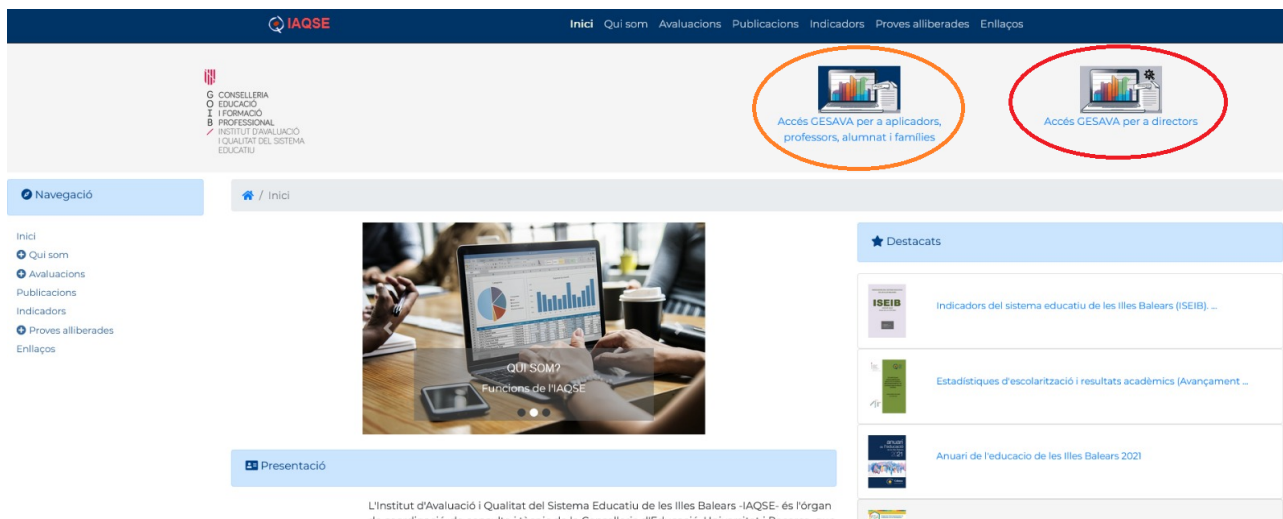 IAQSE
Inici Qui som Avaluacions Publicacions Indicadors Proves alliberades Enllaços
G CONSELLERIA
O EDUCACIÓ
I I FORMACIÓ
B PROFESSIONAL
INSTITUT D'AVALUACIÓ
I QUALITAT DEL SISTEMA
EDUCATIU
Accés GESAVA per a aplicadors,
professors, alumnat i famílies
Accés GESAVA per a directors
Navegació
/ Inici
Inici
Qui som
Avaluacions
Publicacions
Indicadors
Proves alliberades
Enllaços
QUI SOM?
Funcions de l'IAQSE
Presentació
L'Institut d'Avaluació i Qualitat del Sistema Educatiu de les Illes Balears -IAQSE- és l'òrgan
Destacats
ISEIB
Indicadors del sistema educatiu de les Illes Balears (ISEIB). ...
Estadístiques d'escolarització i resultats acadèmics (Avançament ...
anuari
Anuari de l'educacio de les Illes Balears 2021